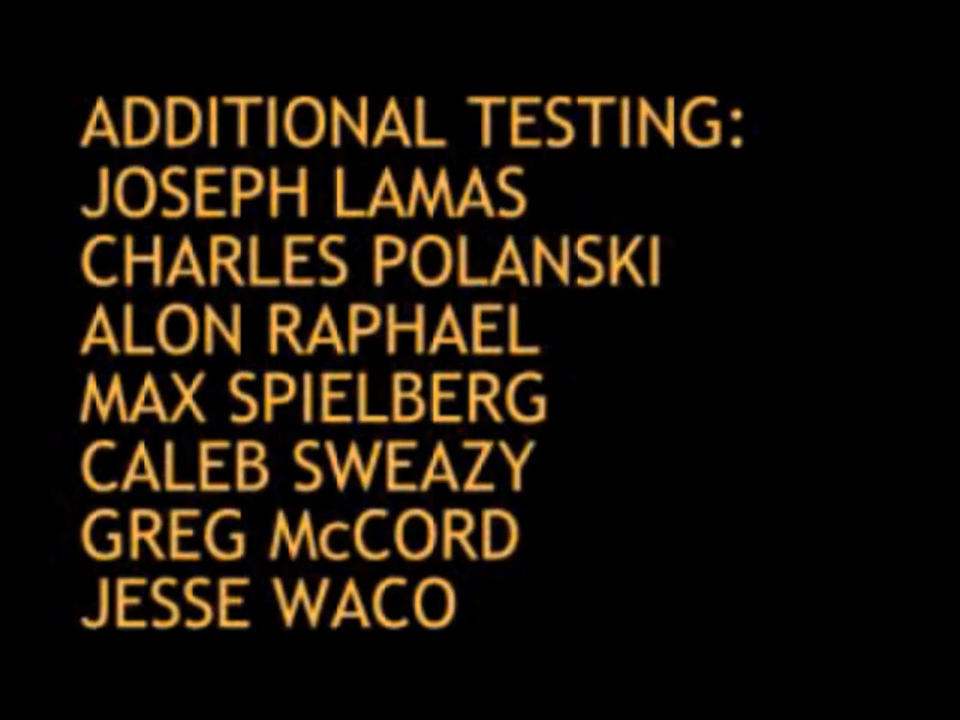 ADDITIONAL TESTING:
JOSEPH LAMAS
CHARLES POLANSKI
ALON RAPHAEL
MAX SPIELBERG
CALEB SWEAZY
GREG McCORD
JESSE WACO